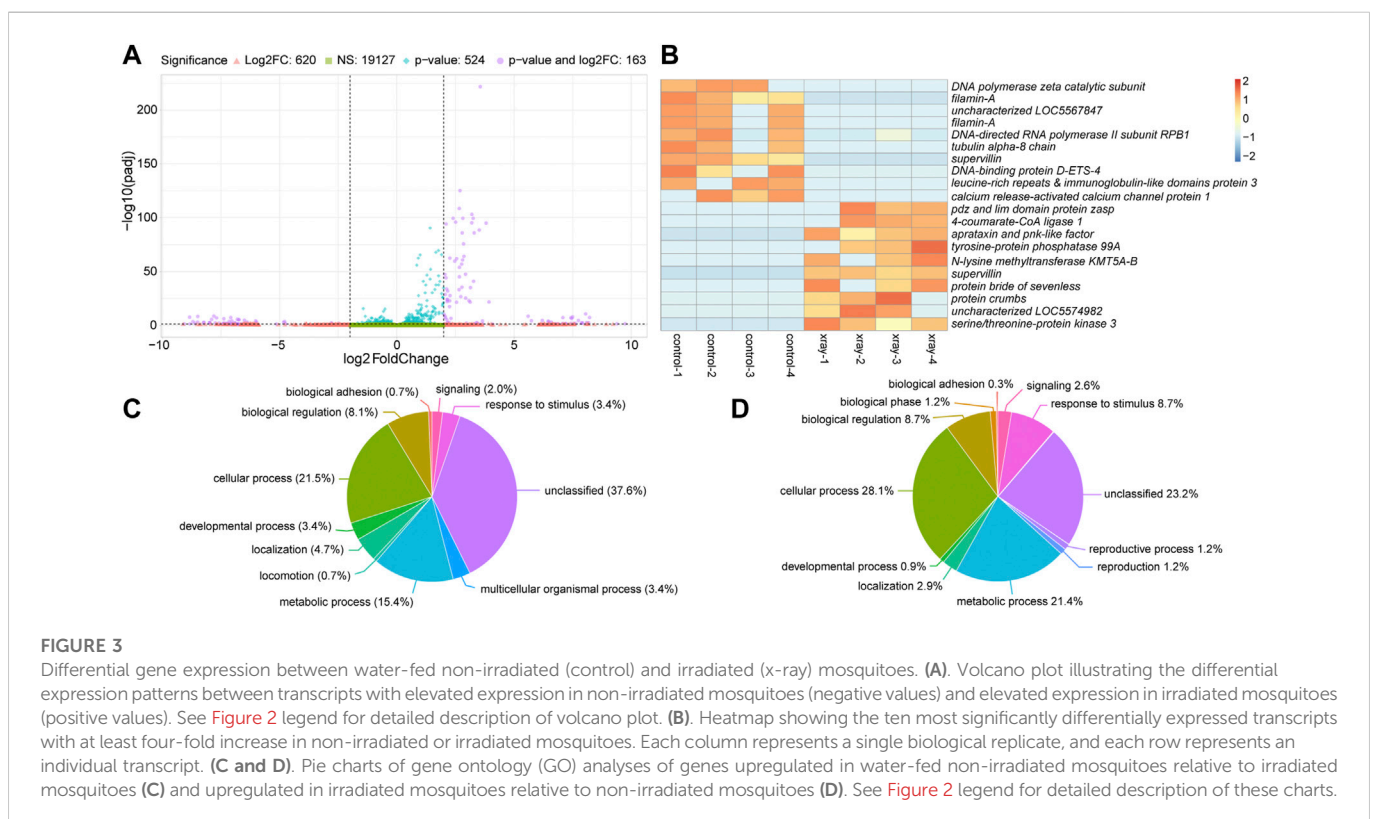 A
Significance Log2FC: 620 NS: 19127 p-value: 524 p-value and log2FC: 163
-log10(padj)
200
150
100
50
0
-10 -5 0 5 10
log2FoldChange
B
DNA polymerase zeta catalytic subunit
filamin-A
uncharacterized LOC5567847
filamin-A
DNA-directed RNA polymerase II subunit RPB1
tubulin alpha-8 chain
supervillin
DNA-binding protein D-ETS-4
leucine-rich repeats & immunoglobulin-like domains protein 3
calcium release-activated calcium channel protein 1
pdz and lim domain protein zasp
4-coumarate-CoA ligase 1
aprataxin and pnk-like factor
tyrosine-protein phosphatase 99A
N-lysine methyltransferase KMT5A-B
supervillin
protein bride of sevenless
protein crumbs
uncharacterized LOC5574982
serine/threonine-protein kinase 3
2
1
0
-1
-2
control-1
control-2
control-3
control-4
xray-1
xray-2
xray-3
xray-4
C
biological adhesion (0.7%)
signaling (2.0%)
biological regulation (8.1%)
response to stimulus (3.4%)
cellular process (21.5%)
unclassified (37.6%)
developmental process (3.4%)
localization (4.7%)
locomotion (0.7%)
metabolic process (15.4%)
multicellular organismal process (3.4%)
D
biological adhesion 0.3%
signaling 2.6%
biological phase 1.2%
response to stimulus 8.7%
biological regulation 8.7%
cellular process 28.1%
unclassified 23.2%
reproductive process 1.2%
developmental process 0.9%
reproduction 1.2%
localization 2.9%
metabolic process 21.4%
FIGURE 3
Differential gene expression between water-fed non-irradiated (control) and irradiated (x-ray) mosquitoes. (A). Volcano plot illustrating the differential
expression patterns between transcripts with elevated expression in non-irradiated mosquitoes (negative values) and elevated expression in irradiated mosquitoes
(positive values). See Figure 2 legend for detailed description of volcano plot. (B). Heatmap showing the ten most significantly differentially expressed transcripts
with at least four-fold increase in non-irradiated or irradiated mosquitoes. Each column represents a single biological replicate, and each row represents an
individual transcript. (C and D). Pie charts of gene ontology (GO) analyses of genes upregulated in water-fed non-irradiated mosquitoes relative to irradiated
mosquitoes (C) and upregulated in irradiated mosquitoes relative to non-irradiated mosquitoes (D). See Figure 2 legend for detailed description of these charts.